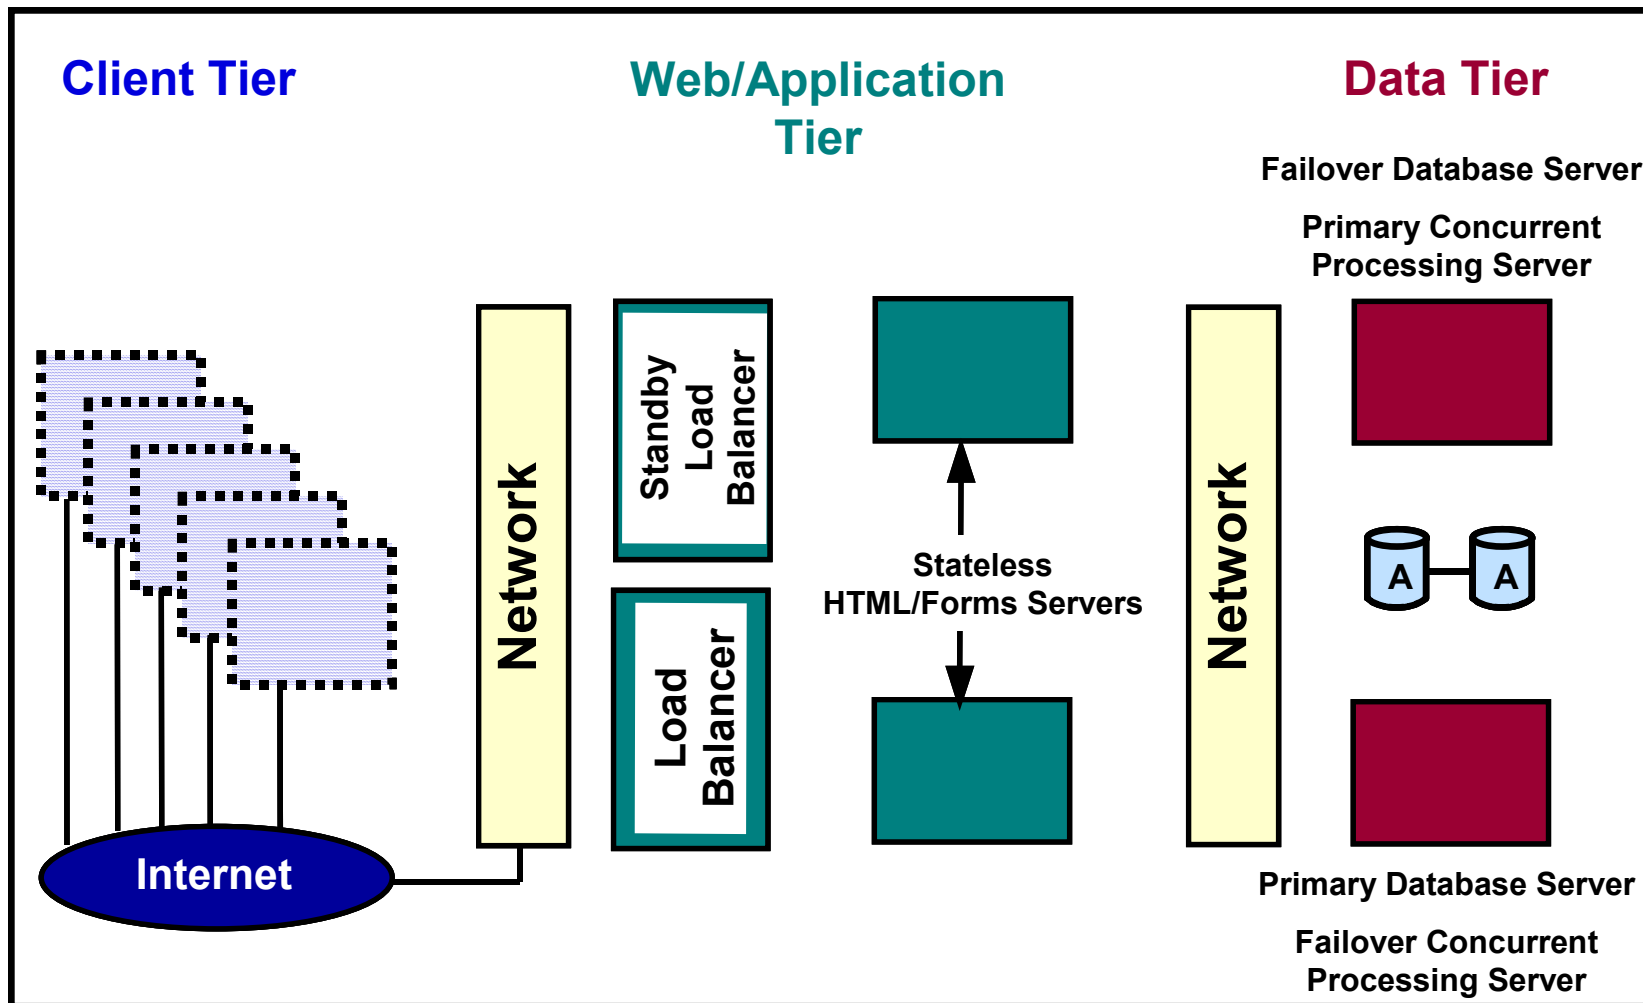 Client Tier
Web/Application
Tier
Data Tier
Failover Database Server
Primary Concurrent
Processing Server
Network
Standby
Load
Balancer
Stateless
HTML/Forms Servers
Network
A
A
Load
Balancer
Internet
Primary Database Server
Failover Concurrent
Processing Server